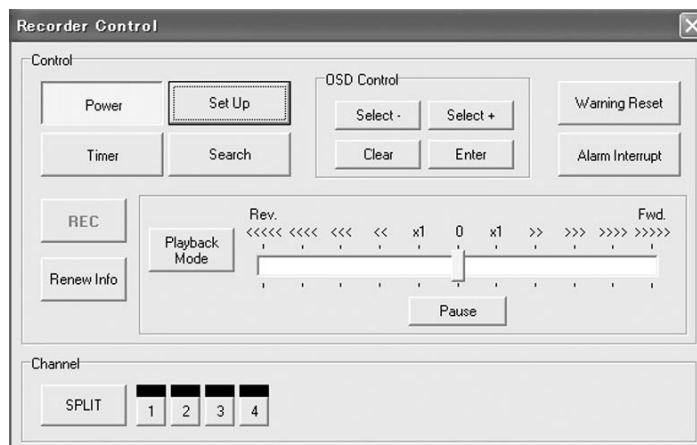 Recorder Control
Control
Power
Set Up
OSD Control
Select -
Select +
Warning Reset
Timer
Search
Clear
Enter
Alarm Interrupt
REC
Renew Info
Playback
Mode
Rev.
Fwd.
<<<<< <<<< <<< << x1 0 x1 >> >>> >>>> >>>>>
Pause
Channel
SPLIT
1
2
3
4